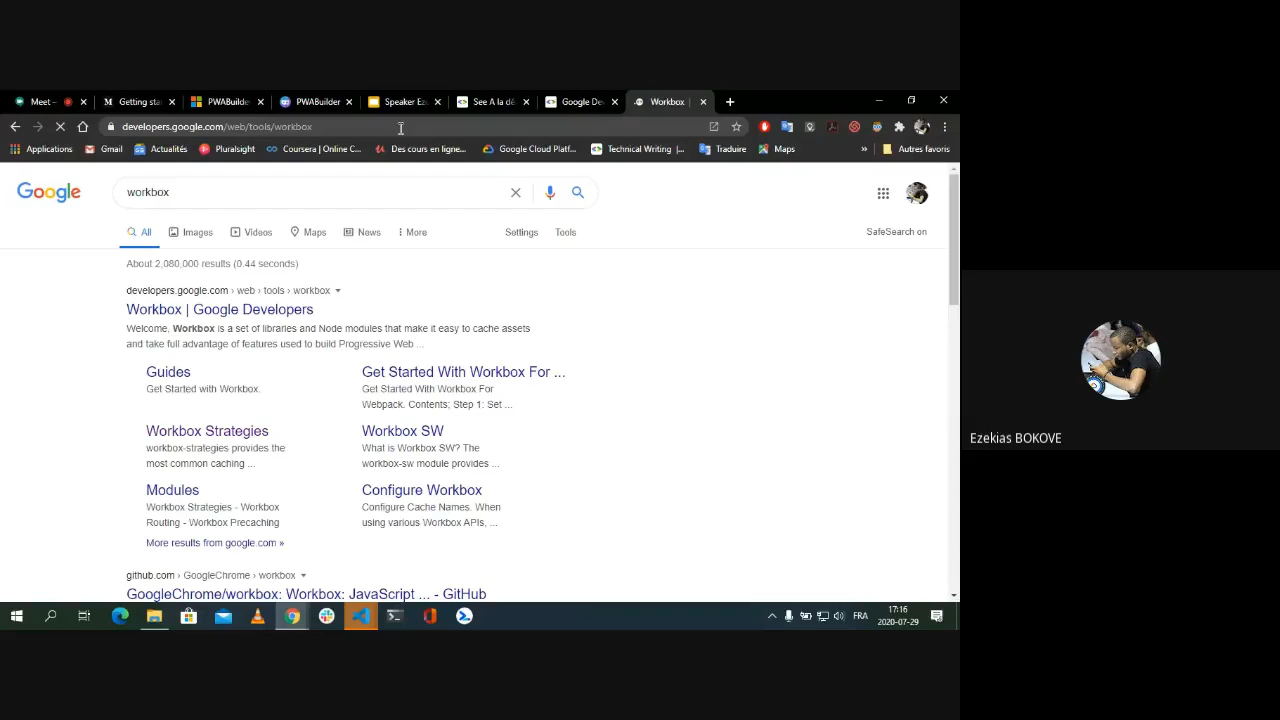 Meet –
Getting sta
PWABuilde
PWABuilder
Speaker Eze
See A la dé
Google De
Workbox |
developers.google.com/web/tools/workbox
Applications
Gmail
Actualités
Pluralsight
Coursera | Online C...
Des cours en ligne...
Google Cloud Platf...
Technical Writing |...
Traduire
Maps
»
Autres favoris
Google
workbox
All
Images
Videos
Maps
News
More
Settings
Tools
SafeSearch on
About 2,080,000 results (0.44 seconds)
developers.google.com › web › tools › workbox
Workbox | Google Developers
Welcome, Workbox is a set of libraries and Node modules that make it easy to cache assets
and take full advantage of features used to build Progressive Web ...
Guides
Get Started with Workbox.
Get Started With Workbox For ...
Get Started With Workbox For
Webpack. Contents; Step 1: Set ...
Workbox Strategies
workbox-strategies provides the
most common caching ...
Workbox SW
What is Workbox SW? The
workbox-sw module provides ...
Modules
Workbox Strategies - Workbox
Routing - Workbox Precaching
Configure Workbox
Configure Cache Names. When
using various Workbox APIs, ...
More results from google.com »
github.com › GoogleChrome › workbox
GoogleChrome/workbox: Workbox: JavaScript ... - GitHub
FRA
17:16
2020-07-29
Ezekias BOKOVE